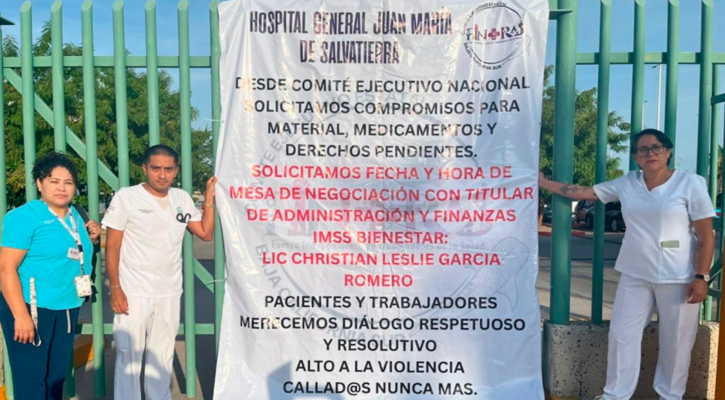 HOSPITAL GENERAL JUAN MARÍA
DE SALVATIERRA
DESDE COMITÉ EJECUTIVO NACIONAL
SOLICITAMOS COMPROMISOS PARA
MATERIAL, MEDICAMENTOS Y
DERECHOS PENDIENTES.
SOLICITAMOS FECHA Y HORA DE
MESA DE NEGOCIACIÓN CON TITULAR
DE ADMINISTRACIÓN Y FINANZAS
IMSS BIENESTAR:
LIC CHRISTIAN LESLIE GARCIA
ROMERO
PACIENTES Y TRABAJADORES
MERECEMOS DIÁLOGO RESPETUOSO
Y RESOLUTIVO
ALTO A LA VIOLENCIA
CALLAD@S NUNCA MAS.